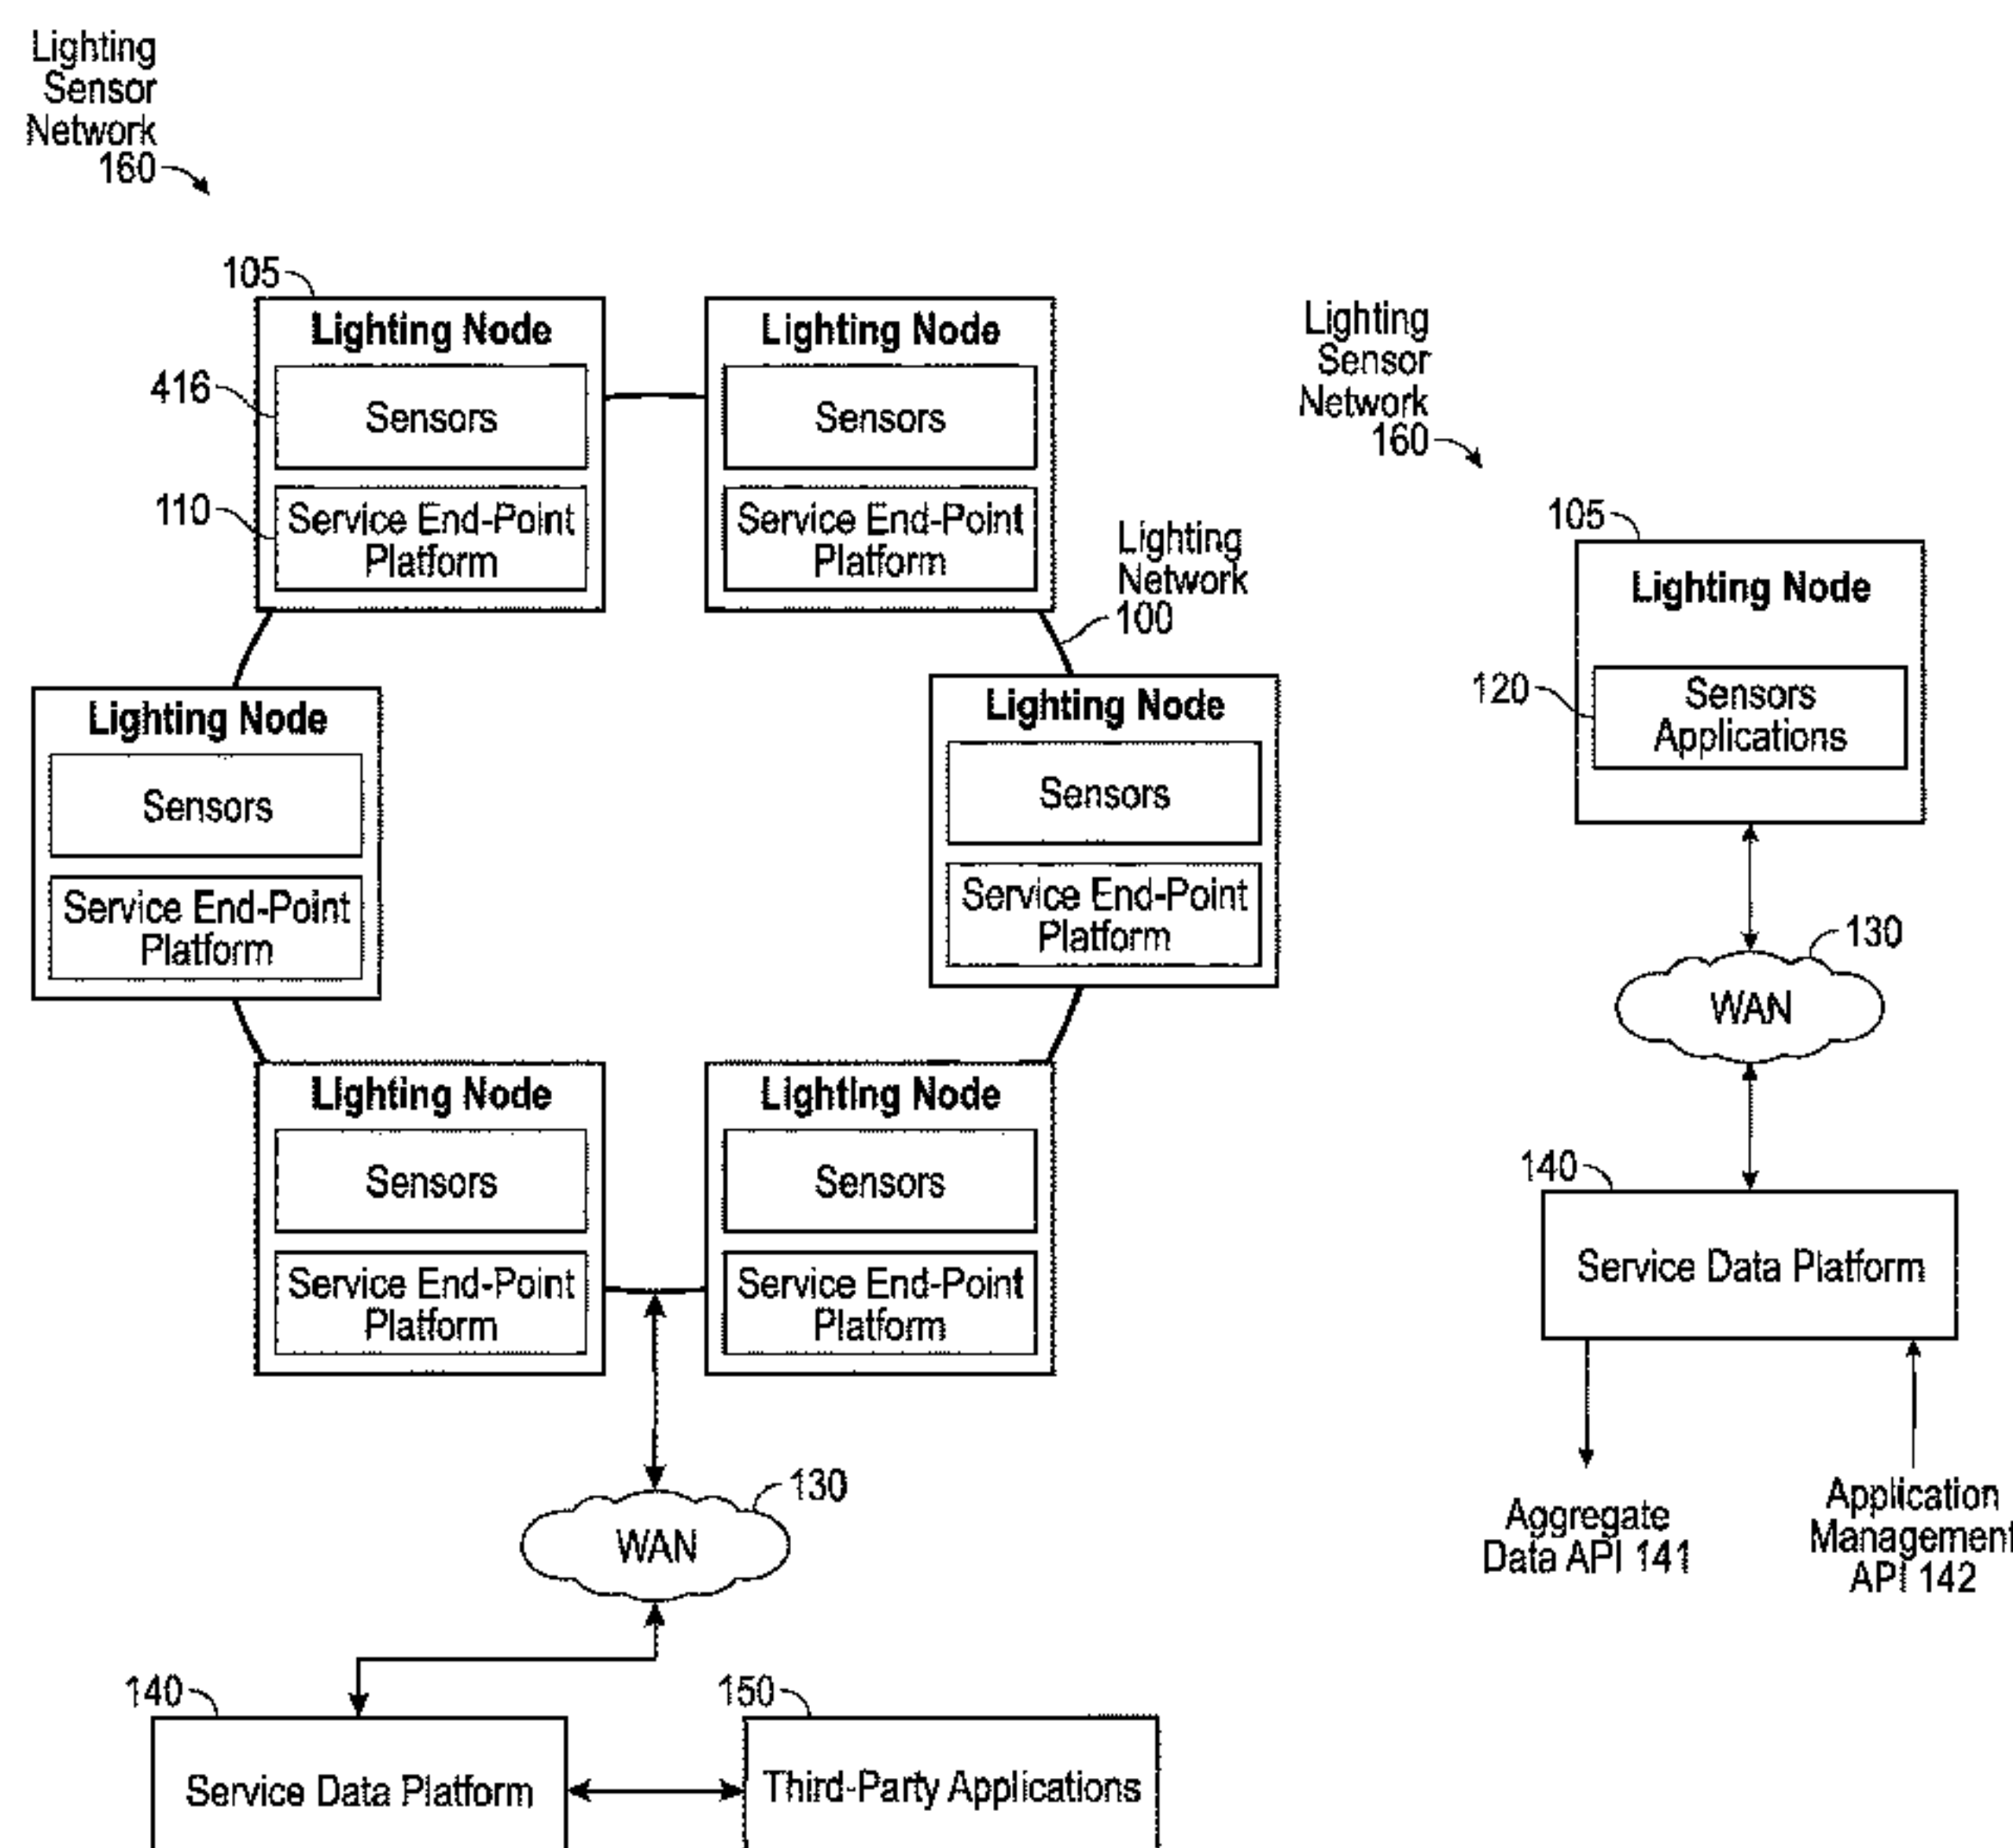 Lighting
Sensor
Network
160
105
Lighting Node
416
Sensors
110
Service End-Point
Platform
Lighting Node
Sensors
Service End-Point
Platform
Lighting
Network
100
Lighting Node
Sensors
Service End-Point
Platform
Lighting Node
Sensors
Service End-Point
Platform
Lighting Node
Sensors
Service End-Point
Platform
Lighting Node
Sensors
Service End-Point
Platform
130
WAN
140
Service Data Platform
150
Third-Party Applications
Lighting
Sensor
Network
160
105
Lighting Node
120
Sensors
Applications
130
WAN
140
Service Data Platform
Aggregate
Data API 141
Application
Management
API 142